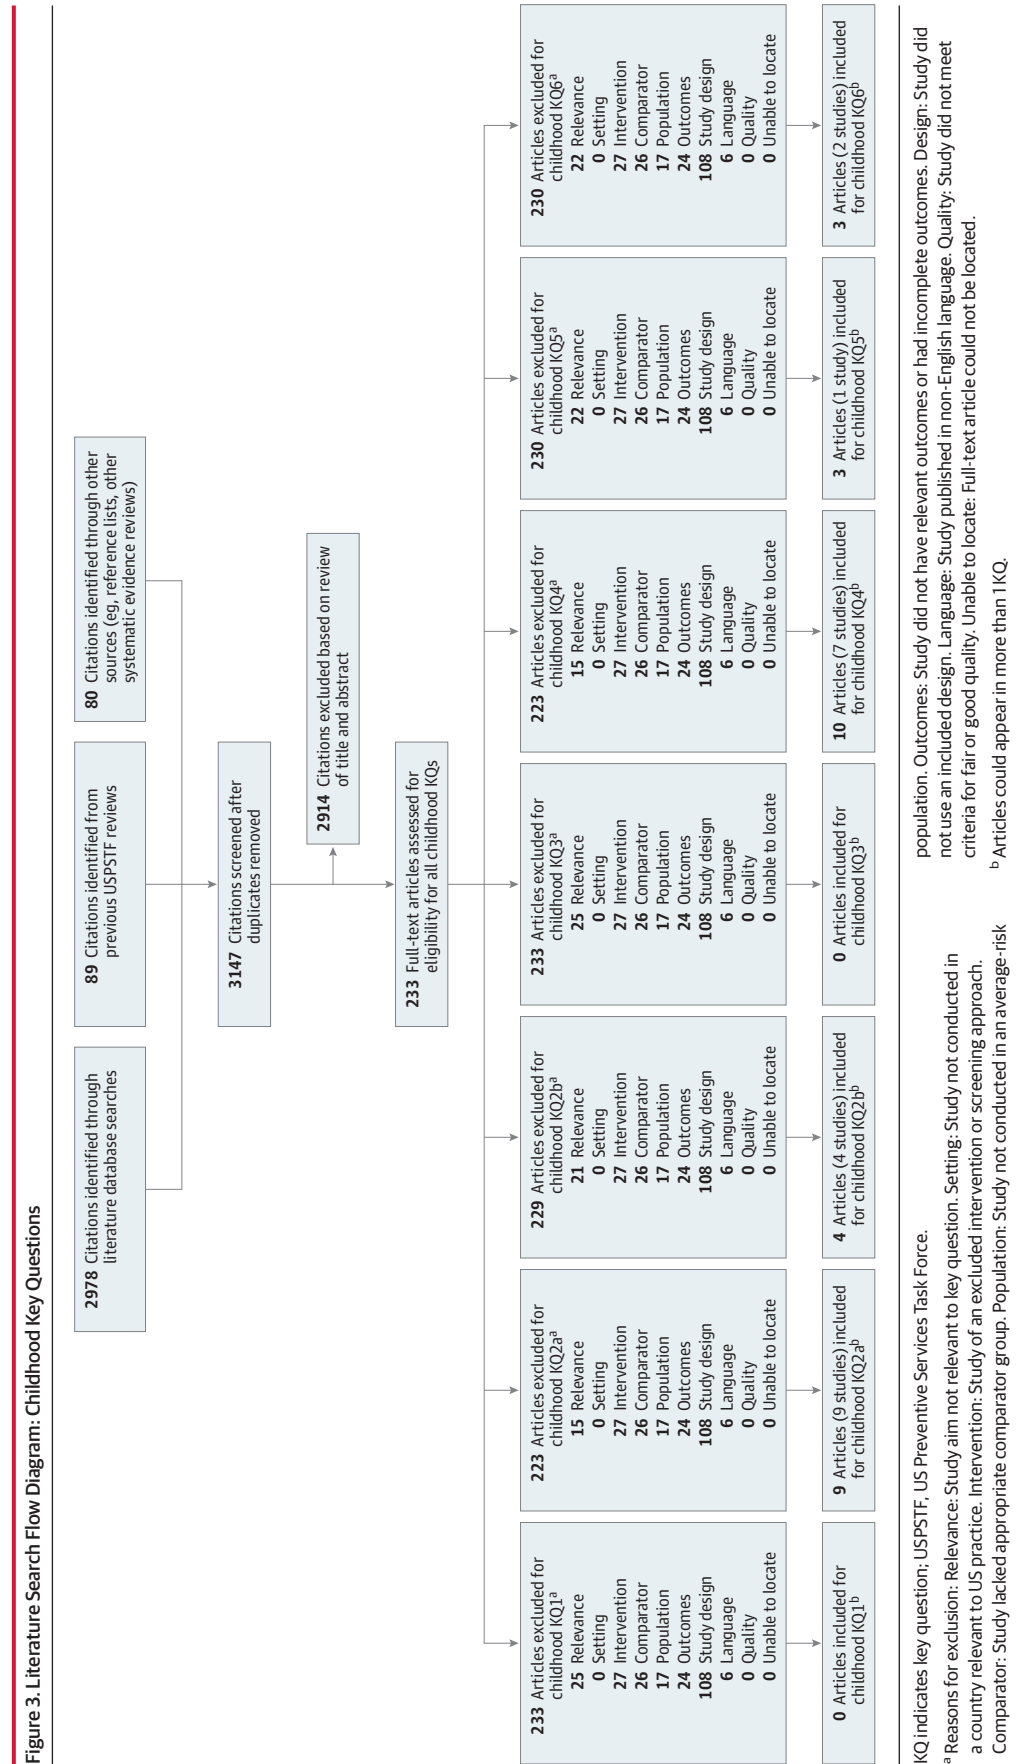 Figure 3. Literature Search Flow Diagram: Childhood Key Questions
2978 Citations identified through
literature database searches
89 Citations identified from
previous USPSTF reviews
80 Citations identified through other
sources (eg, reference lists, other
systematic evidence reviews)
3147 Citations screened after
duplicates removed
2914 Citations excluded based on review
of title and abstract
233 Full-text articles assessed for
eligibility for all childhood KQs
233 Articles excluded for
childhood KQ1a
25 Relevance
0 Setting
27 Intervention
26 Comparator
17 Population
24 Outcomes
108 Study design
6 Language
0 Quality
0 Unable to locate
223 Articles excluded for
childhood KQ2aa
15 Relevance
0 Setting
27 Intervention
26 Comparator
17 Population
24 Outcomes
108 Study design
6 Language
0 Quality
0 Unable to locate
229 Articles excluded for
childhood KQ2ba
21 Relevance
0 Setting
27 Intervention
26 Comparator
17 Population
24 Outcomes
108 Study design
6 Language
0 Quality
0 Unable to locate
233 Articles excluded for
childhood KQ3a
25 Relevance
0 Setting
27 Intervention
26 Comparator
17 Population
24 Outcomes
108 Study design
6 Language
0 Quality
0 Unable to locate
223 Articles excluded for
childhood KQ4a
15 Relevance
0 Setting
27 Intervention
26 Comparator
17 Population
24 Outcomes
108 Study design
6 Language
0 Quality
0 Unable to locate
230 Articles excluded for
childhood KQ5a
22 Relevance
0 Setting
27 Intervention
26 Comparator
17 Population
24 Outcomes
108 Study design
6 Language
0 Quality
0 Unable to locate
230 Articles excluded for
childhood KQ6a
22 Relevance
0 Setting
27 Intervention
26 Comparator
17 Population
24 Outcomes
108 Study design
6 Language
0 Quality
0 Unable to locate
0 Articles included for
childhood KQ1b
9 Articles (9 studies) included
for childhood KQ2ab
4 Articles (4 studies) included
for childhood KQ2bb
0 Articles included for
childhood KQ3b
10 Articles (7 studies) included
for childhood KQ4b
3 Articles (1 study) included
for childhood KQ5b
3 Articles (2 studies) included
for childhood KQ6b
KQ indicates key question; USPSTF, US Preventive Services Task Force.
a Reasons for exclusion: Relevance: Study aim not relevant to key question. Setting: Study not conducted in
a country relevant to US practice. Intervention: Study of an excluded intervention or screening approach.
Comparator: Study lacked appropriate comparator group. Population: Study not conducted in an average-risk
population. Outcomes: Study did not have relevant outcomes or had incomplete outcomes. Design: Study did
not use an included design. Language: Study published in non-English language. Quality: Study did not meet
criteria for fair or good quality. Unable to locate: Full-text article could not be located.
b Articles could appear in more than 1 KQ.